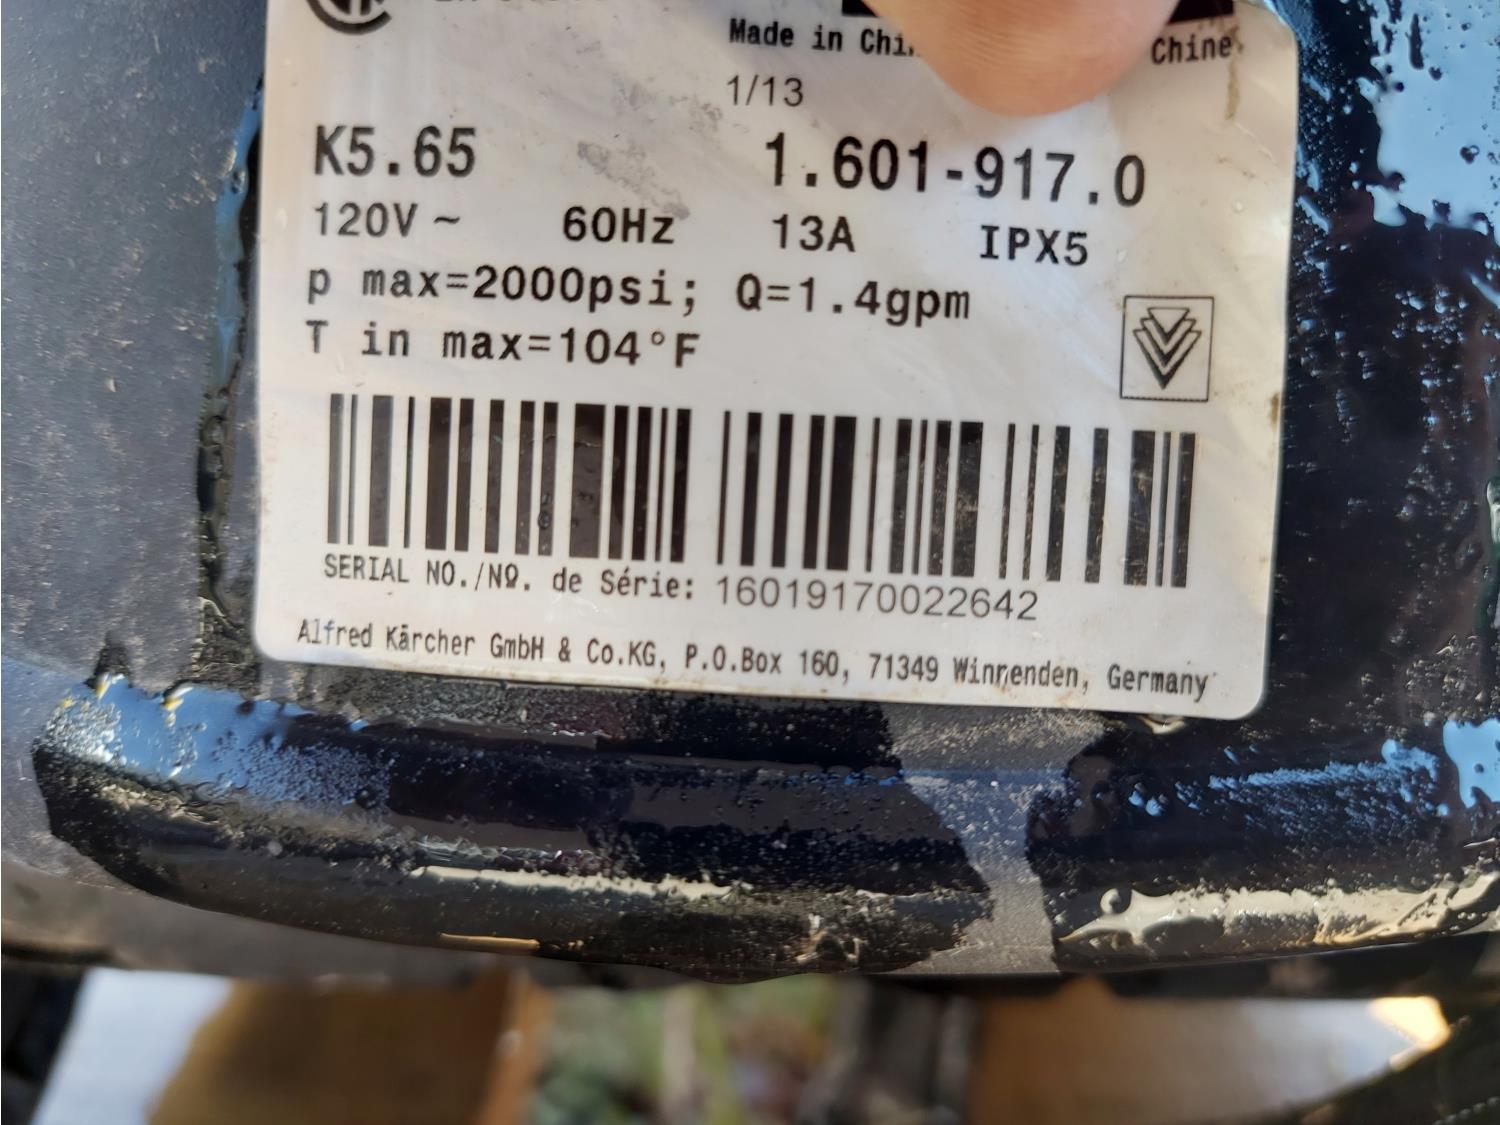 Made in
Chine
1/13
K5.65 1.601-917.0
120V ~ 60Hz 13A IPX5
p max=2000psi; Q=1.4gpm
T in max=104°F
SERIAL NO./NΩ. de Série: 16019170022642
Alfred Kärcher GmbH & Co.KG, P.O.Box 160, 71349 Winnenden, Germany